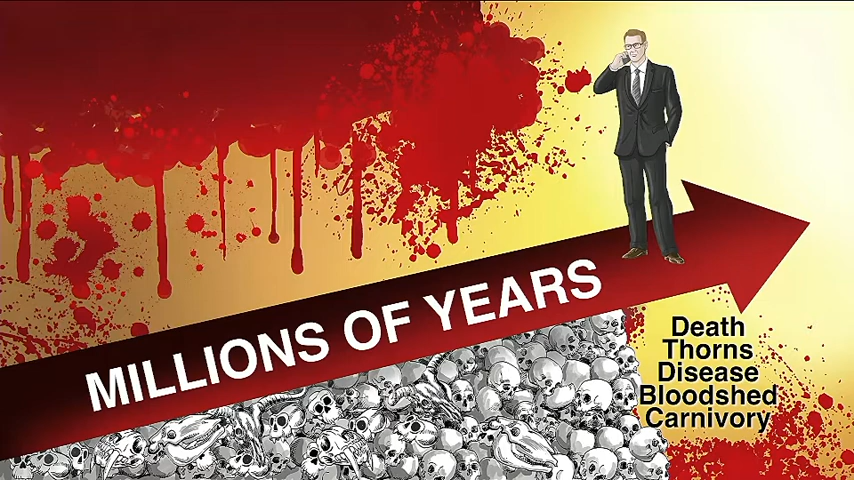 MILLIONS OF YEARS
Death
Thorns
Disease
Bloodshed
Carnivory